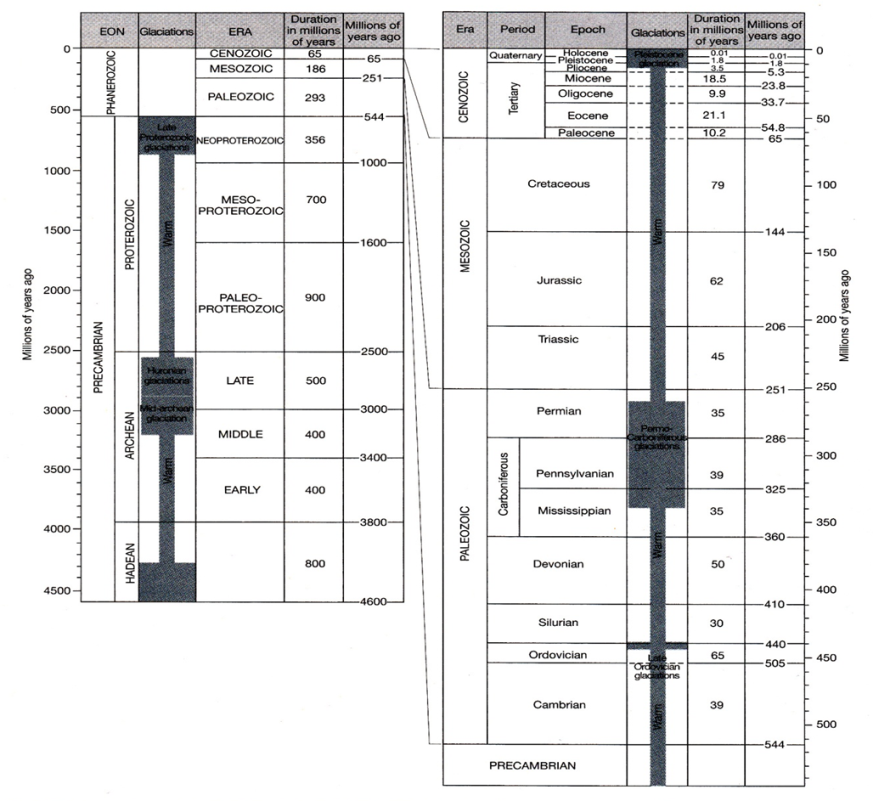 EON Glaciations ERA Duration in millions of years Millions of years ago
0
500
1000
1500
2000
2500
3000
3500
4000
4500
Millions of years ago
PHANEROZOIC
PRECAMBRIAN
PROTEROZOIC
ARCHEAN
HADEAN
Late Proterozoic glaciations
Warm
Huronian glaciations
Mid-archean glaciation
Warm
CENOZOIC 65 65
MESOZOIC 186 251
PALEOZOIC 293 544
NEOPROTEROZOIC 356 1000
MESO-PROTEROZOIC 700 1600
PALEO-PROTEROZOIC 900 2500
LATE 500 3000
MIDDLE 400 3400
EARLY 400 3800
800 4600
Era Period Epoch Glaciations Duration in millions of years Millions of years ago
CENOZOIC
Quaternary
Tertiary
Holocene 0.01 0.01
Pleistocene 1.8 1.8
Pliocene 3.5 5.3
Miocene 18.5 23.8
Oligocene 9.9 33.7
Eocene 21.1 54.8
Paleocene 10.2 65
Pleistocene glaciation
Warm
MESOZOIC
Cretaceous 79 144
Jurassic 62 206
Triassic 45 251
PALEOZOIC
Permian 35 286
Carboniferous
Pennsylvanian 39 325
Mississippian 35 360
Permo-Carboniferous glaciations
Warm
Devonian 50 410
Silurian 30 440
Ordovician 65 505
Late Ordovician glaciations
Cambrian 39 544
Warm
PRECAMBRIAN
0
50
100
150
200
250
300
350
400
450
500
Millions of years ago